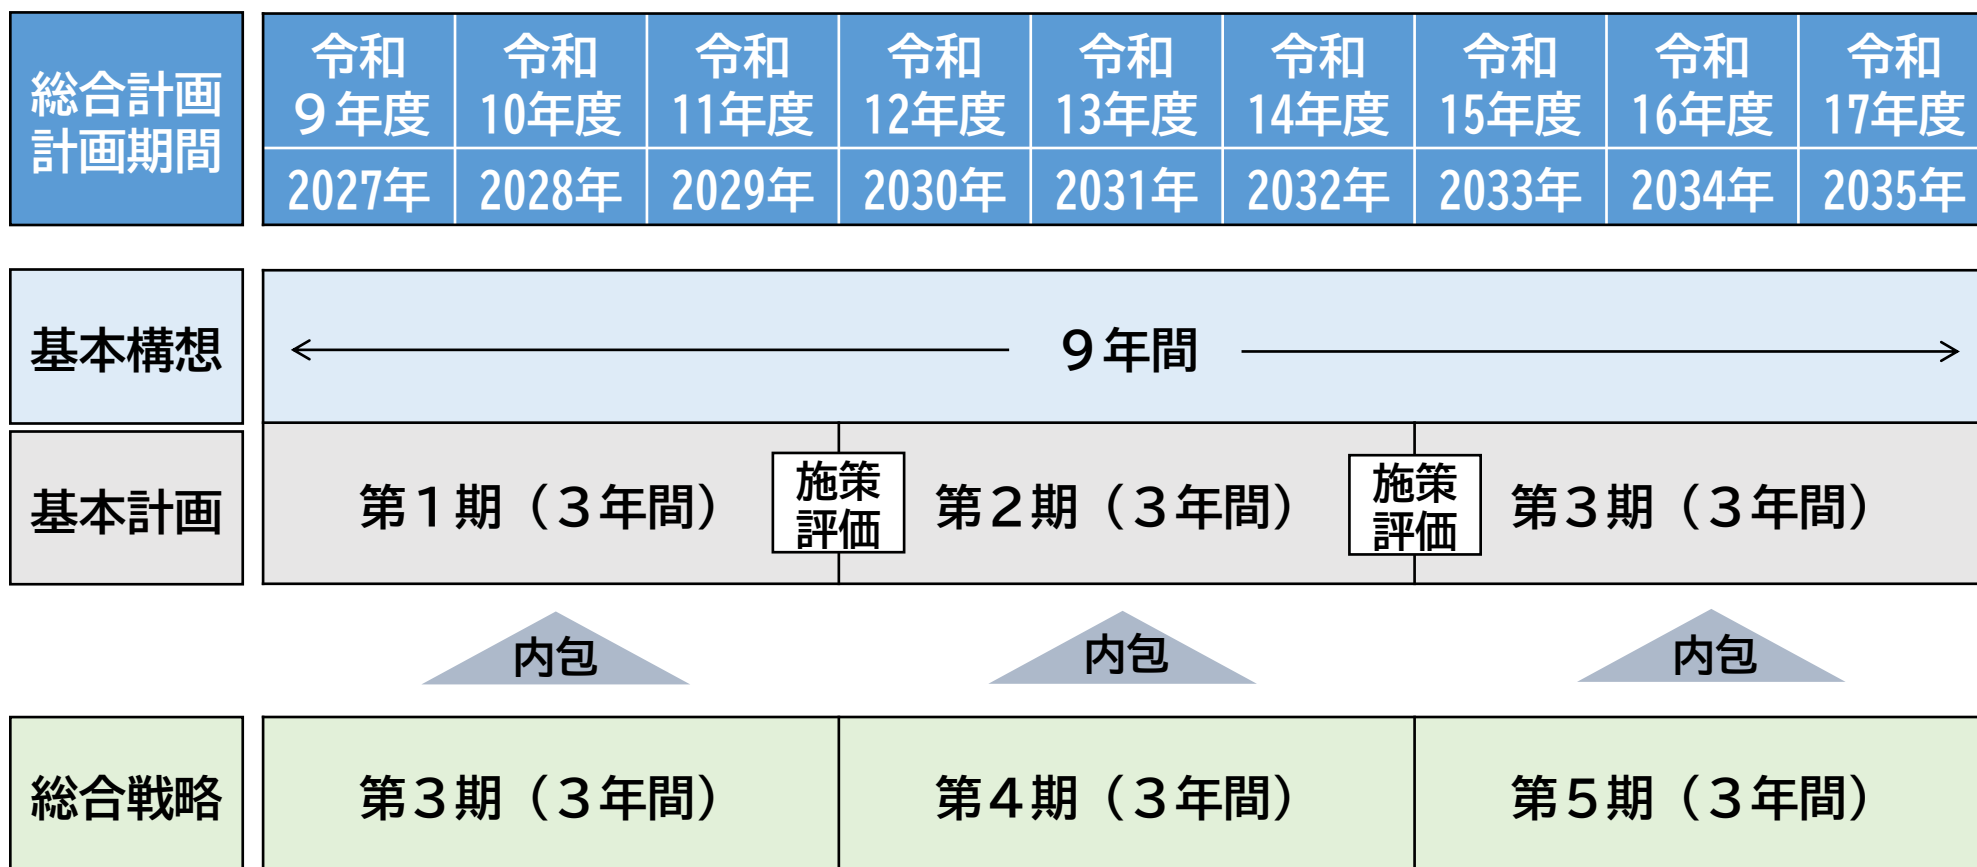 総合計画
計画期間
令和
９年度
令和
10年度
令和
11年度
令和
12年度
令和
13年度
令和
14年度
令和
15年度
令和
16年度
令和
17年度
2027年
2028年
2029年
2030年
2031年
2032年
2033年
2034年
2035年
基本構想
９年間
基本計画
第１期（３年間）
施策
評価
第２期（３年間）
施策
評価
第３期（３年間）
内包
内包
内包
総合戦略
第３期（３年間）
第４期（３年間）
第５期（３年間）